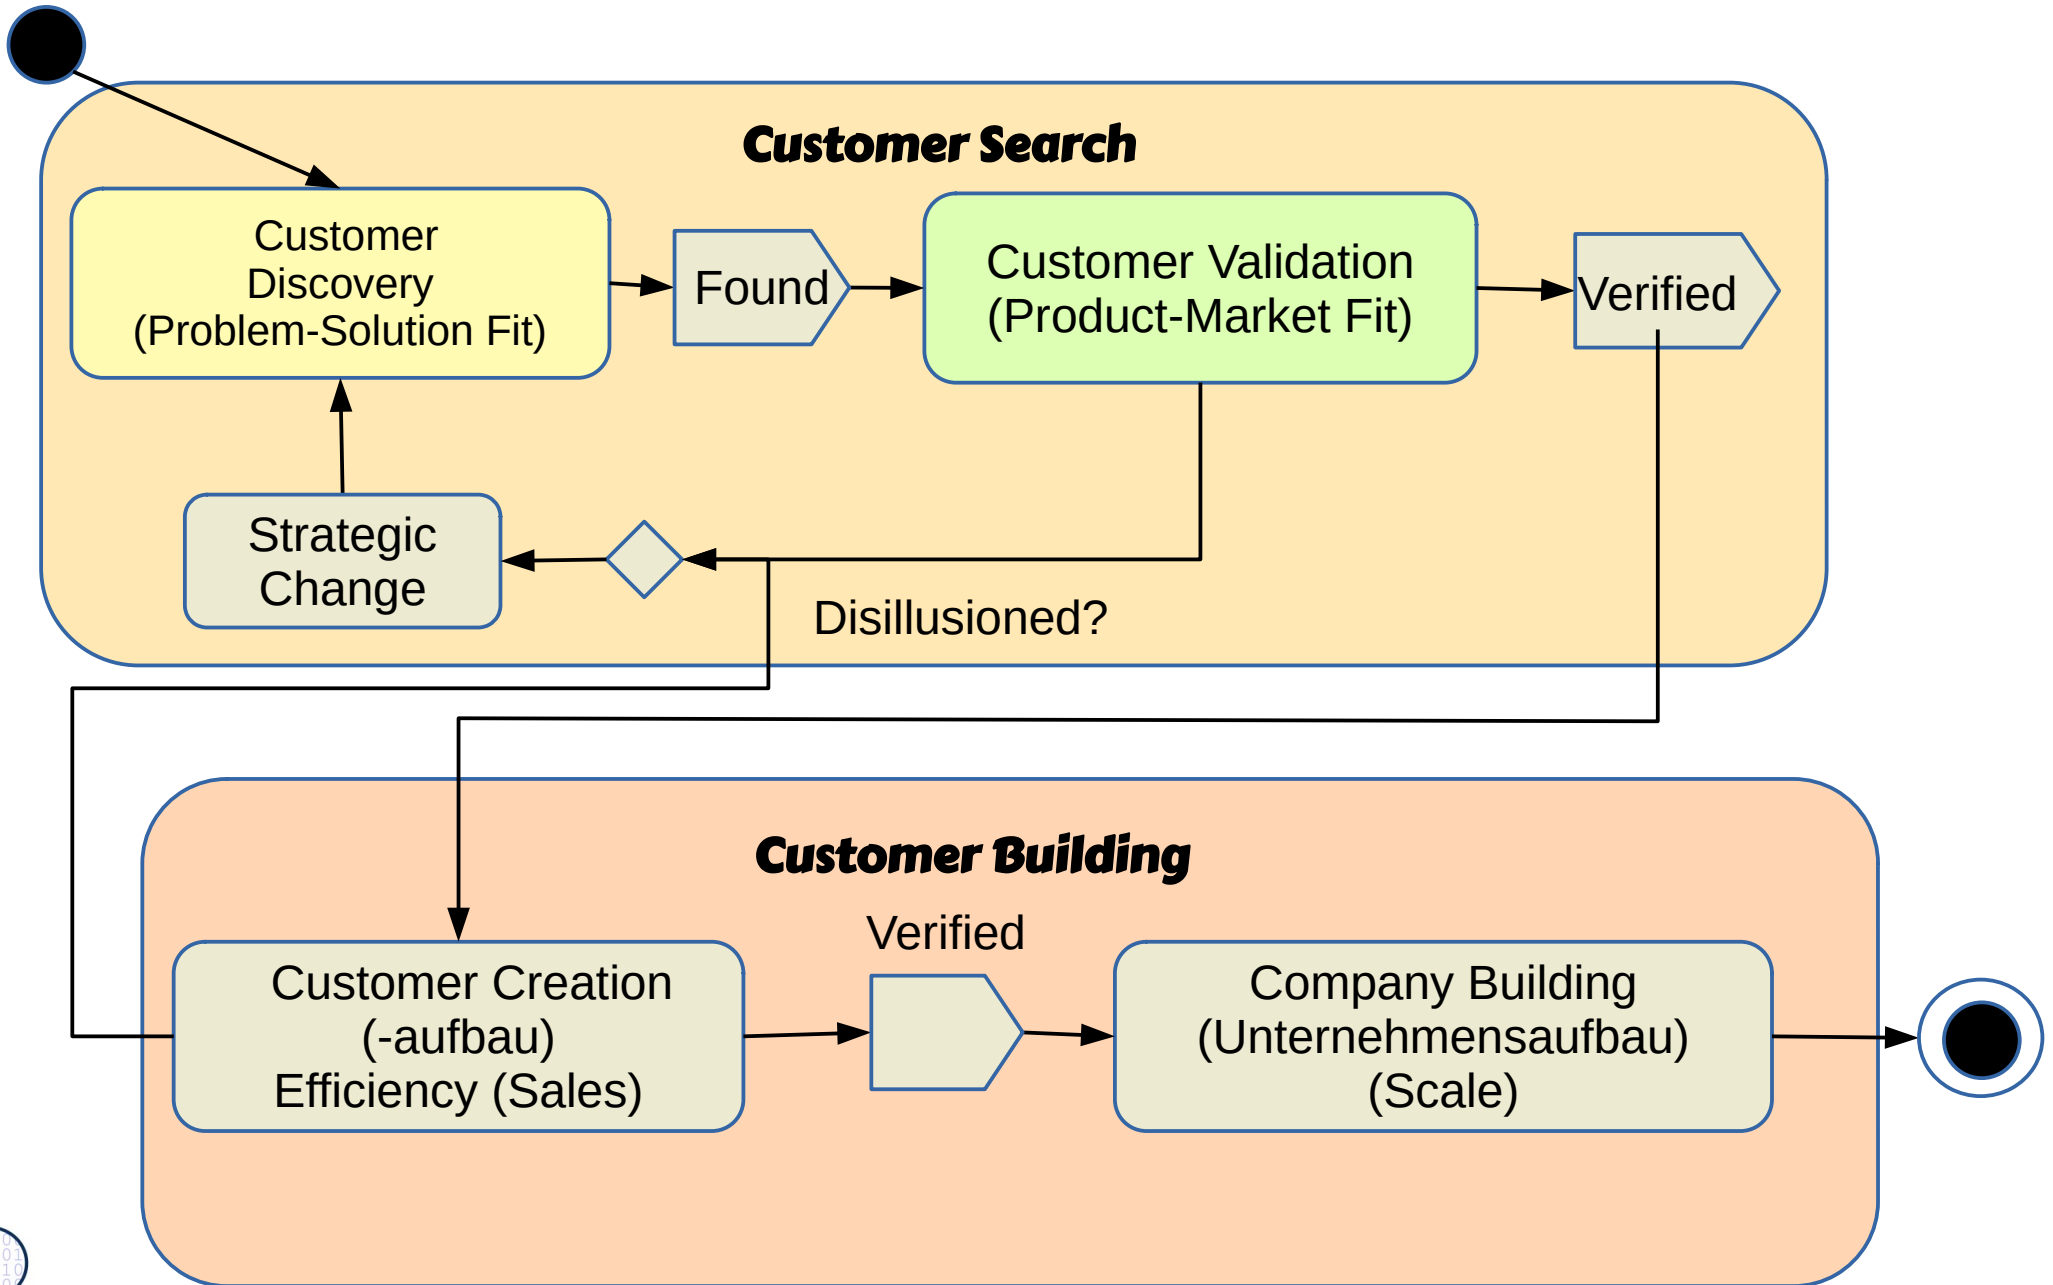 Customer Search
Customer
Discovery
(Problem-Solution Fit)
Found
Customer Validation
(Product-Market Fit)
Verified
Strategic
Change
Disillusioned?
Customer Building
Verified
Customer Creation
(-aufbau)
Efficiency (Sales)
Company Building
(Unternehmensaufbau)
(Scale)